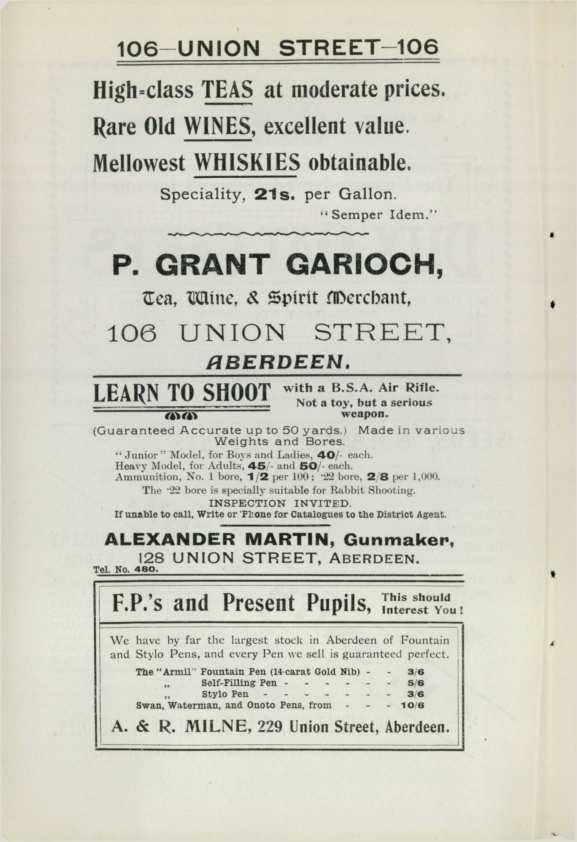 106—UNION STREET—106
High-class TEAS at moderate prices.
Rare Old WINES, excellent value.
Mellowest WHISKIES obtainable.
Speciality, 21s. per Gallon.
"Semper Idem."
P. GRANT GARIOCH,
Tea, Wine, & Spirit Merchant,
106 UNION STREET,
ABERDEEN.
LEARN TO SHOOT with a B.S.A. Air Rifle.
Not a toy, but a serious
weapon.
(Guaranteed Accurate up to 50 yards.) Made in various
Weights and Bores.
"Junior" Model, for Boys and Ladies, 40/- each.
Heavy Model, for Adults, 45/- and 50/- each.
Ammunition, No. 1 bore, 1/2 per 100; ·22 bore, 2/8 per 1,000.
The ·22 bore is specially suitable for Rabbit Shooting.
INSPECTION INVITED.
If unable to call, Write or 'Phone for Catalogues to the District Agent.
ALEXANDER MARTIN, Gunmaker,
128 UNION STREET, ABERDEEN.
Tel. No. 480.
F.P.'s and Present Pupils, This should
Interest You!
We have by far the largest stock in Aberdeen of Fountain
and Stylo Pens, and every Pen we sell is guaranteed perfect.
The "Armil" Fountain Pen (14-carat Gold Nib) - - 3/6
,, Self-Filling Pen - - - - - - - 5/6
,, Stylo Pen - - - - - - - - 3/6
Swan, Waterman, and Onoto Pens, from - - - 10/6
A. & R. MILNE, 229 Union Street, Aberdeen.